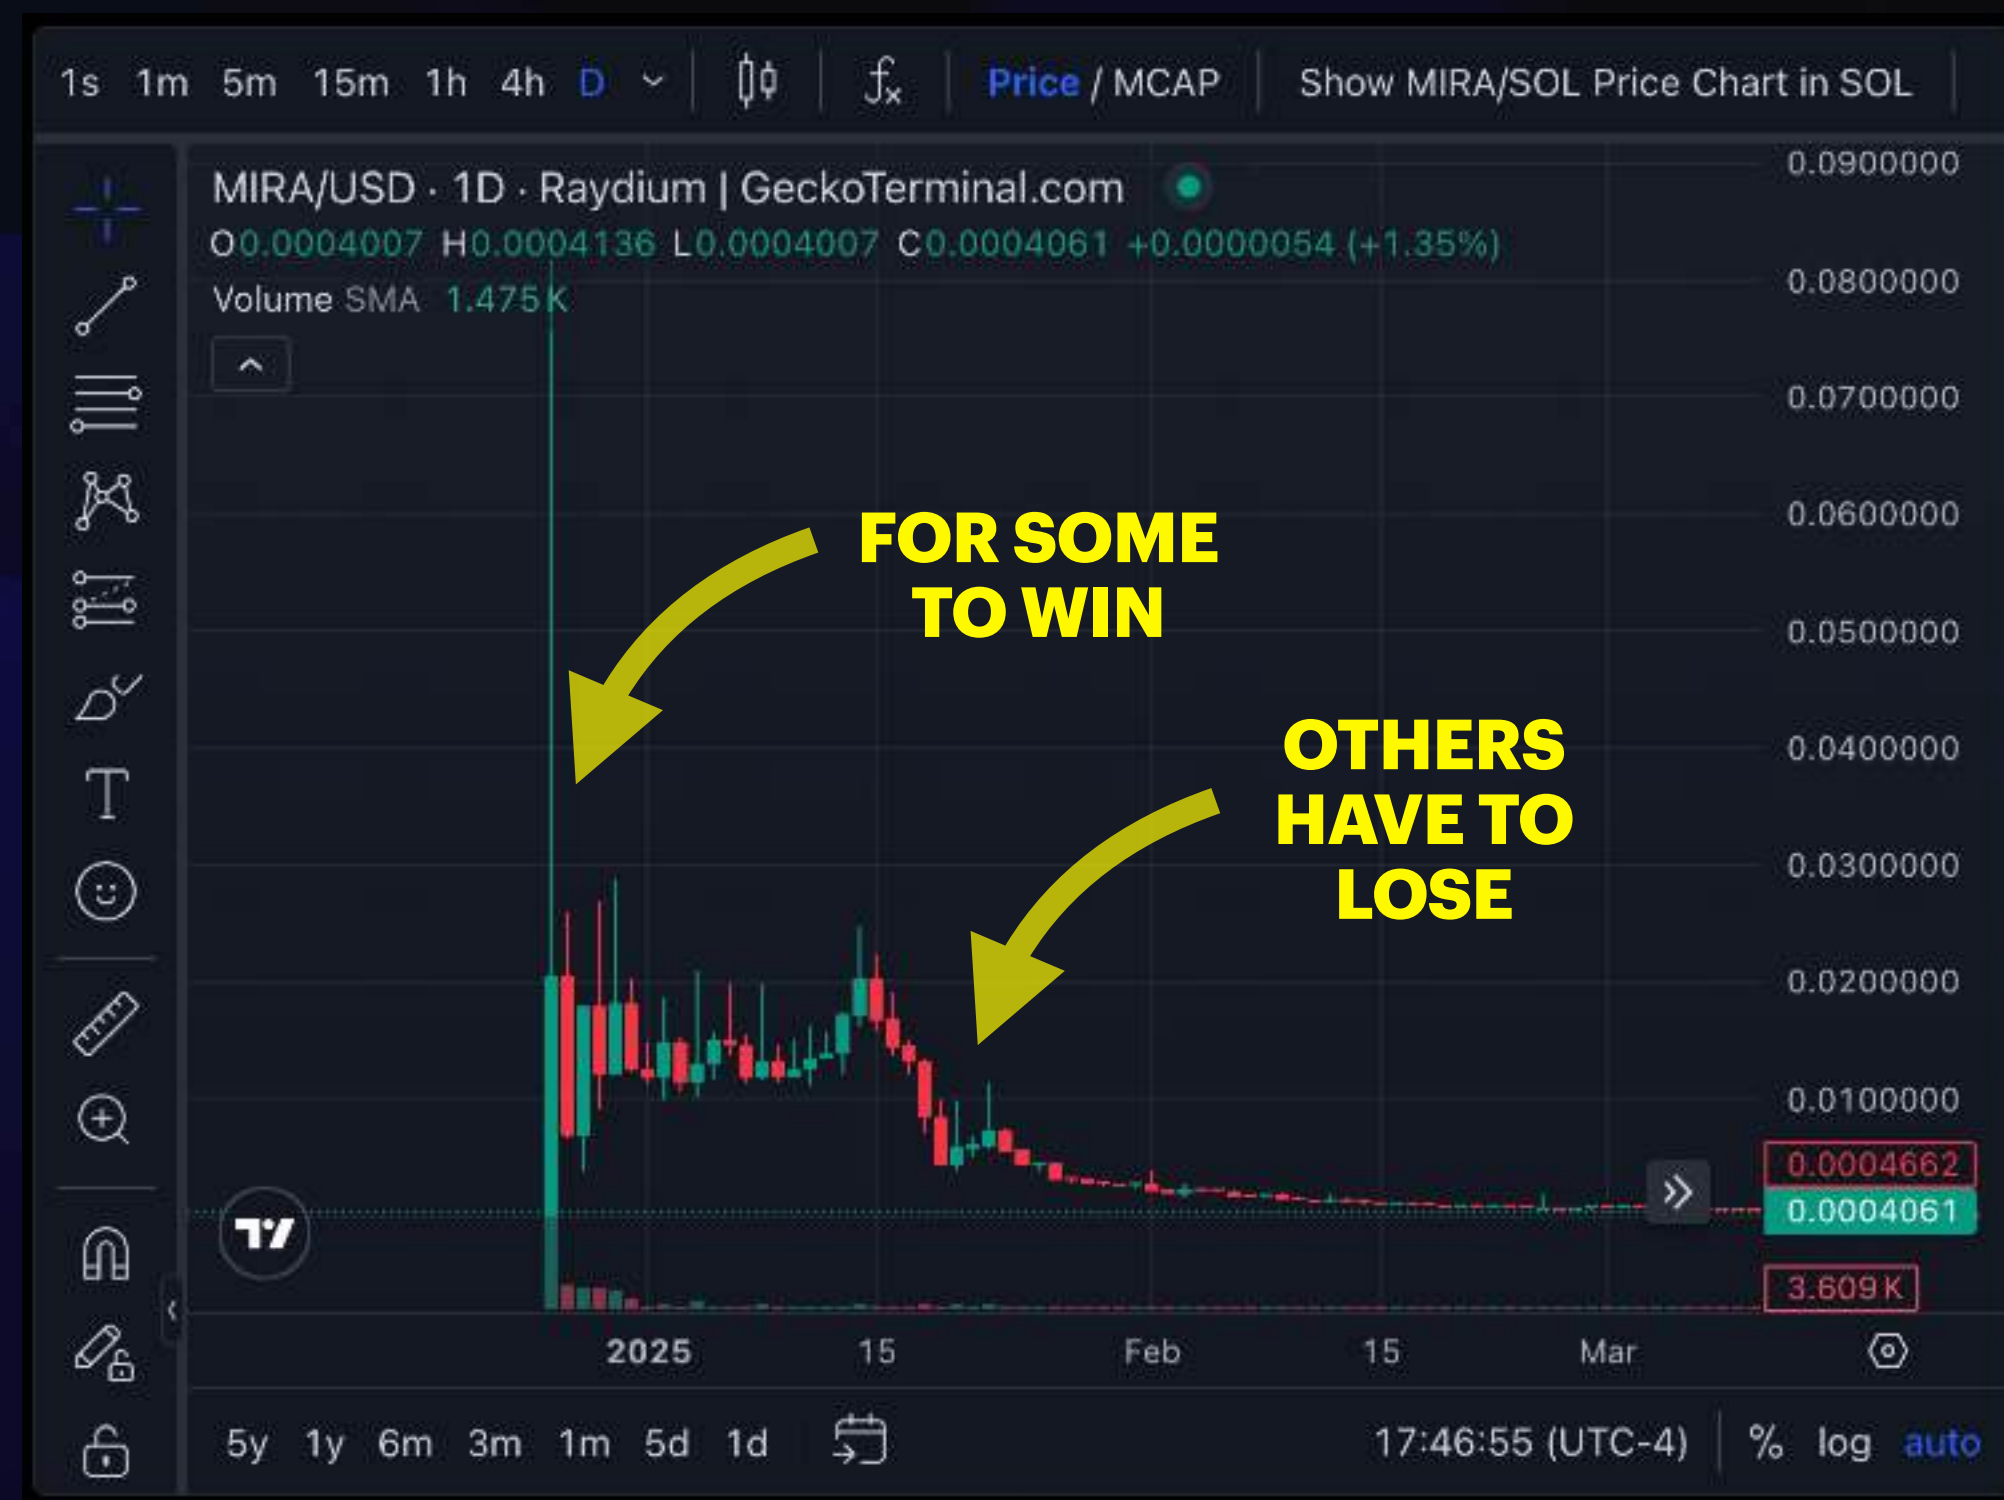 1s 1m 5m 15m 1h 4h D Price / MCAP Show MIRA/SOL Price Chart in SOL
MIRA/USD · 1D · Raydium | GeckoTerminal.com
O0.0004007 H0.0004136 L0.0004007 C0.0004061 +0.0000054 (+1.35%)
Volume SMA 1.475K
0.0900000
0.0800000
0.0700000
0.0600000
0.0500000
0.0400000
0.0300000
0.0200000
0.0100000
0.0004662
0.0004061
3.609K
FOR SOME
TO WIN
OTHERS
HAVE TO
LOSE
2025 15 Feb 15 Mar
5y 1y 6m 3m 1m 5d 1d 17:46:55 (UTC-4) % log auto